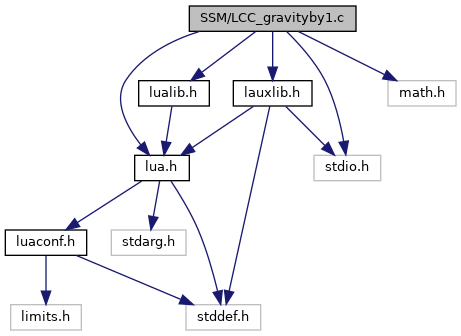 SSM/LCC_gravityby1.c
lualib.h
lauxlib.h
math.h
lua.h
stdio.h
luaconf.h
stdarg.h
limits.h
stddef.h